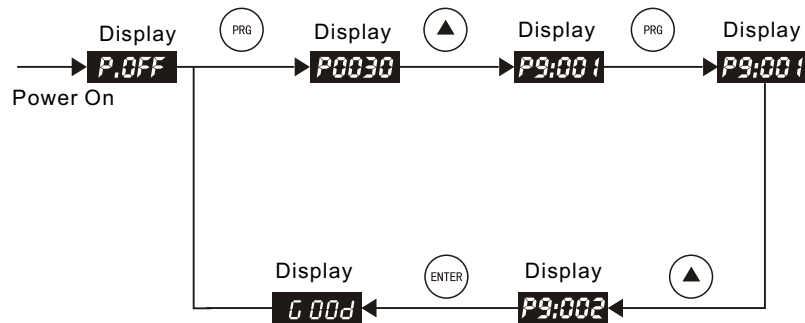 Display PRG Display Display PRG Display
P.OFF P0030 P9:001 P9:001
Power On
Display ENTER Display
G 00d P9:002